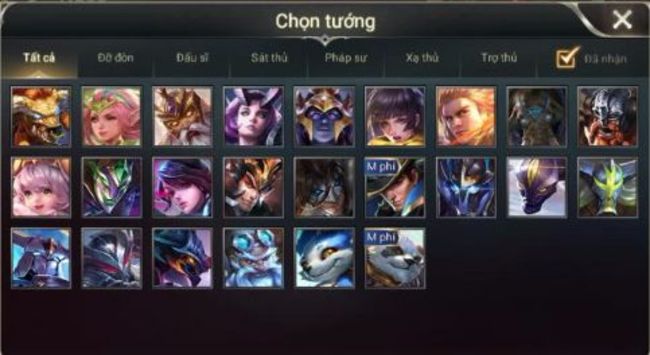 Chọn tướng
Tất cả Đỡ đòn Đấu sĩ Sát thủ Pháp sư Xạ thủ Trợ thủ Đã nhận
M phí
M phí